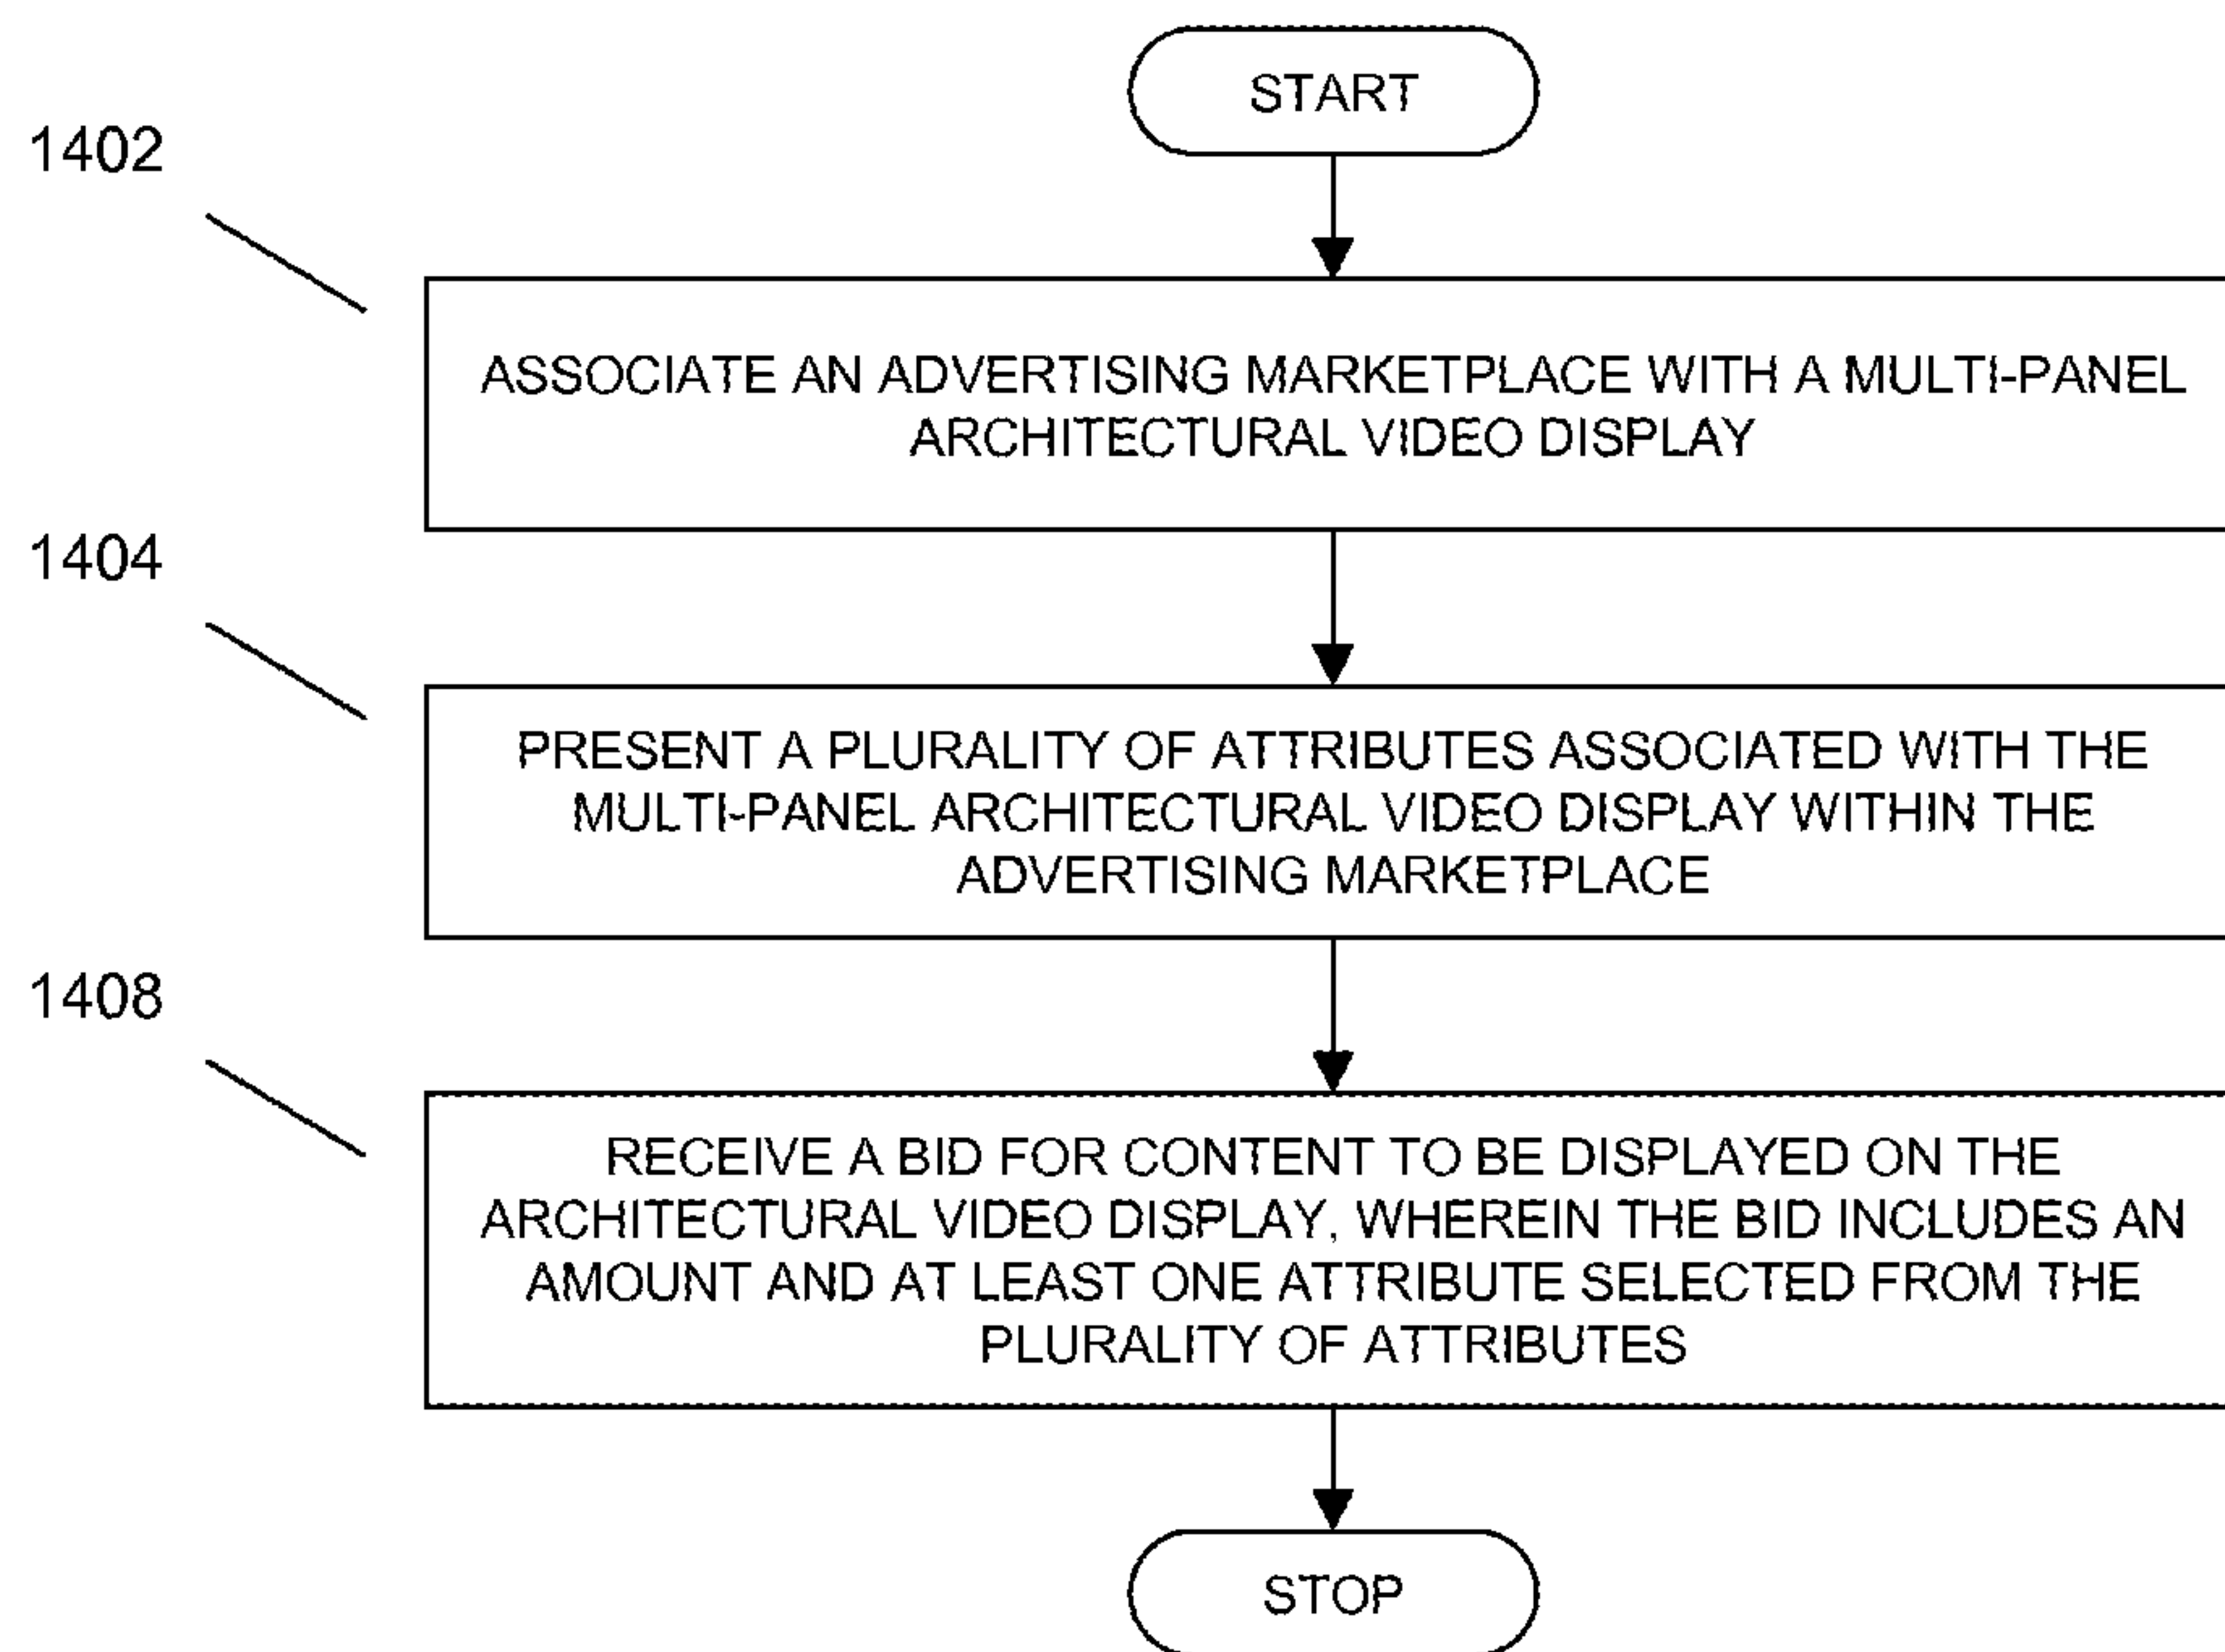 START
1402
ASSOCIATE AN ADVERTISING MARKETPLACE WITH A MULTI-PANEL
ARCHITECTURAL VIDEO DISPLAY
1404
PRESENT A PLURALITY OF ATTRIBUTES ASSOCIATED WITH THE
MULTI-PANEL ARCHITECTURAL VIDEO DISPLAY WITHIN THE
ADVERTISING MARKETPLACE
1408
RECEIVE A BID FOR CONTENT TO BE DISPLAYED ON THE
ARCHITECTURAL VIDEO DISPLAY, WHEREIN THE BID INCLUDES AN
AMOUNT AND AT LEAST ONE ATTRIBUTE SELECTED FROM THE
PLURALITY OF ATTRIBUTES
STOP